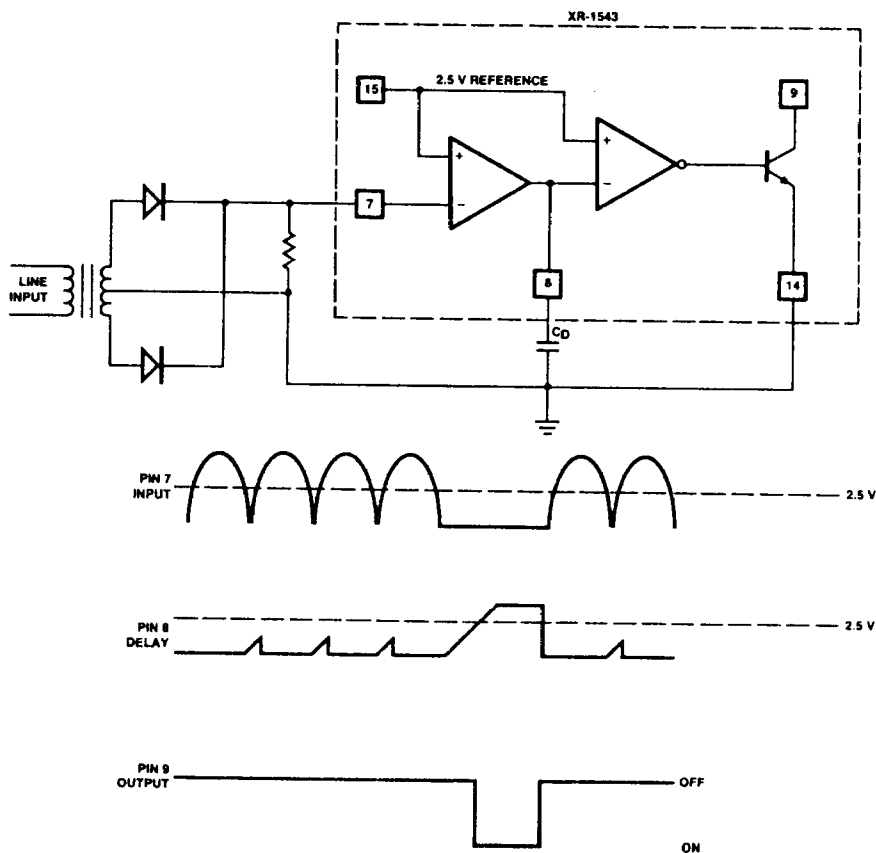 XR-1543
2.5 V REFERENCE
15
9
+
+
−
−
7
LINE
INPUT
8
14
CD
PIN 7
INPUT
2.5 V
PIN 8
DELAY
2.5 V
PIN 9
OUTPUT
OFF
ON